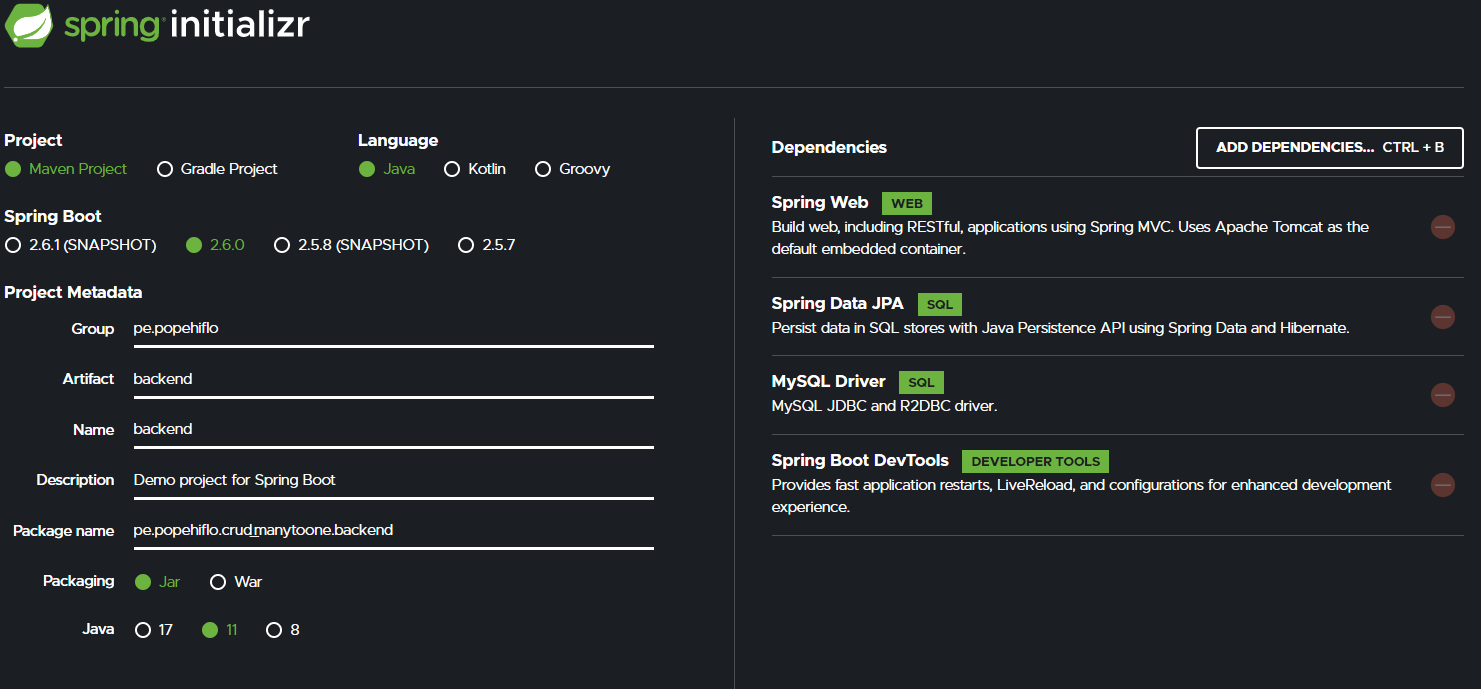 spring initializr
Project
Maven Project Gradle Project
Language
Java Kotlin Groovy
Spring Boot
2.6.1 (SNAPSHOT) 2.6.0 2.5.8 (SNAPSHOT) 2.5.7
Project Metadata
Group pe.popehiflo
Artifact backend
Name backend
Description Demo project for Spring Boot
Package name pe.popehiflo.crud_manytoone.backend
Packaging Jar War
Java 17 11 8
Dependencies
ADD DEPENDENCIES... CTRL + B
Spring Web WEB
Build web, including RESTful, applications using Spring MVC. Uses Apache Tomcat as the
default embedded container.
Spring Data JPA SQL
Persist data in SQL stores with Java Persistence API using Spring Data and Hibernate.
MySQL Driver SQL
MySQL JDBC and R2DBC driver.
Spring Boot DevTools DEVELOPER TOOLS
Provides fast application restarts, LiveReload, and configurations for enhanced development
experience.